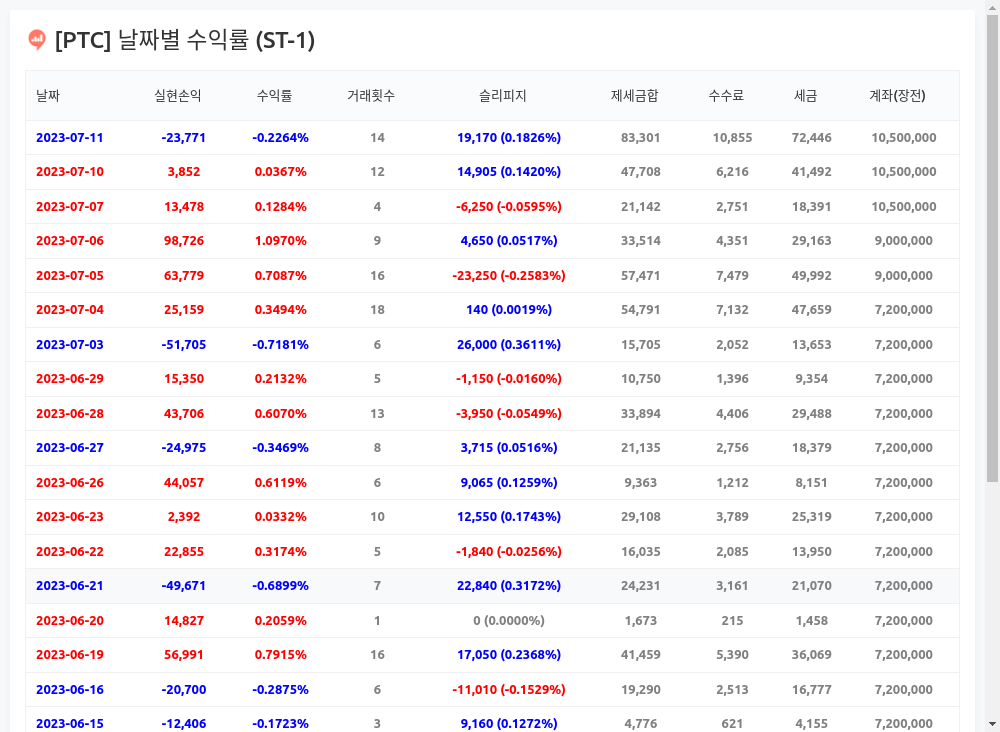 [PTC] 날짜별 수익률 (ST-1)
날짜 실현손익 수익률 거래횟수 슬리피지 제세금합 수수료 세금 계좌(장전)
2023-07-11 -23,771 -0.2264% 14 19,170 (0.1826%) 83,301 10,855 72,446 10,500,000
2023-07-10 3,852 0.0367% 12 14,905 (0.1420%) 47,708 6,216 41,492 10,500,000
2023-07-07 13,478 0.1284% 4 -6,250 (-0.0595%) 21,142 2,751 18,391 10,500,000
2023-07-06 98,726 1.0970% 9 4,650 (0.0517%) 33,514 4,351 29,163 9,000,000
2023-07-05 63,779 0.7087% 16 -23,250 (-0.2583%) 57,471 7,479 49,992 9,000,000
2023-07-04 25,159 0.3494% 18 140 (0.0019%) 54,791 7,132 47,659 7,200,000
2023-07-03 -51,705 -0.7181% 6 26,000 (0.3611%) 15,705 2,052 13,653 7,200,000
2023-06-29 15,350 0.2132% 5 -1,150 (-0.0160%) 10,750 1,396 9,354 7,200,000
2023-06-28 43,706 0.6070% 13 -3,950 (-0.0549%) 33,894 4,406 29,488 7,200,000
2023-06-27 -24,975 -0.3469% 8 3,715 (0.0516%) 21,135 2,756 18,379 7,200,000
2023-06-26 44,057 0.6119% 6 9,065 (0.1259%) 9,363 1,212 8,151 7,200,000
2023-06-23 2,392 0.0332% 10 12,550 (0.1743%) 29,108 3,789 25,319 7,200,000
2023-06-22 22,855 0.3174% 5 -1,840 (-0.0256%) 16,035 2,085 13,950 7,200,000
2023-06-21 -49,671 -0.6899% 7 22,840 (0.3172%) 24,231 3,161 21,070 7,200,000
2023-06-20 14,827 0.2059% 1 0 (0.0000%) 1,673 215 1,458 7,200,000
2023-06-19 56,991 0.7915% 16 17,050 (0.2368%) 41,459 5,390 36,069 7,200,000
2023-06-16 -20,700 -0.2875% 6 -11,010 (-0.1529%) 19,290 2,513 16,777 7,200,000
2023-06-15 -12,406 -0.1723% 3 9,160 (0.1272%) 4,776 621 4,155 7,200,000